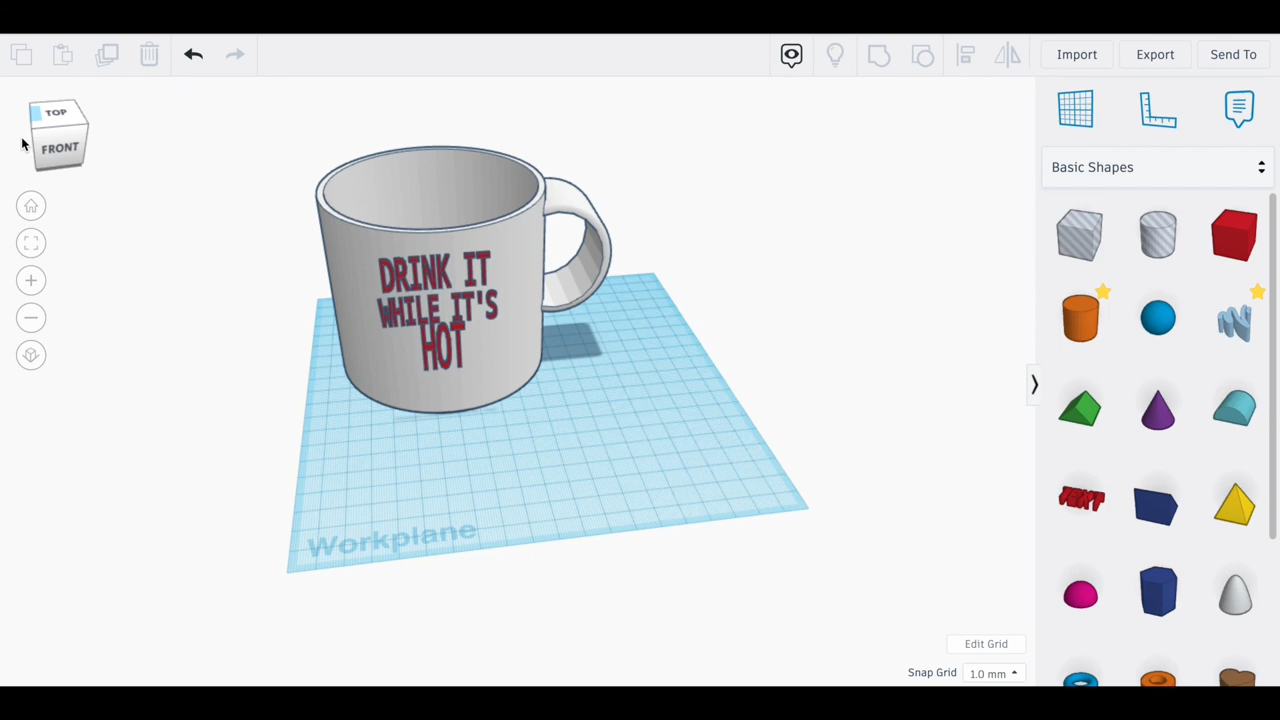 Import
Export
Send To
TOP
FRONT
Basic Shapes
DRINK IT
WHILE IT'S
HOT
TEXT
Workplane
Edit Grid
Snap Grid 1.0 mm